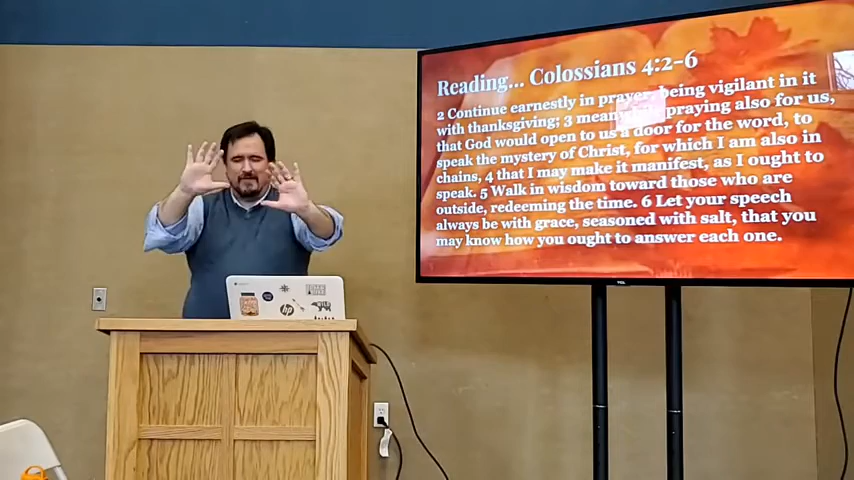 Reading... Colossians 4:2-6
2 Continue earnestly in prayer, being vigilant in it
with thanksgiving; 3 meanwhile praying also for us,
that God would open to us a door for the word, to
speak the mystery of Christ, for which I am also in
chains, 4 that I may make it manifest, as I ought to
speak. 5 Walk in wisdom toward those who are
outside, redeeming the time. 6 Let your speech
always be with grace, seasoned with salt, that you
may know how you ought to answer each one.
TCL
hp